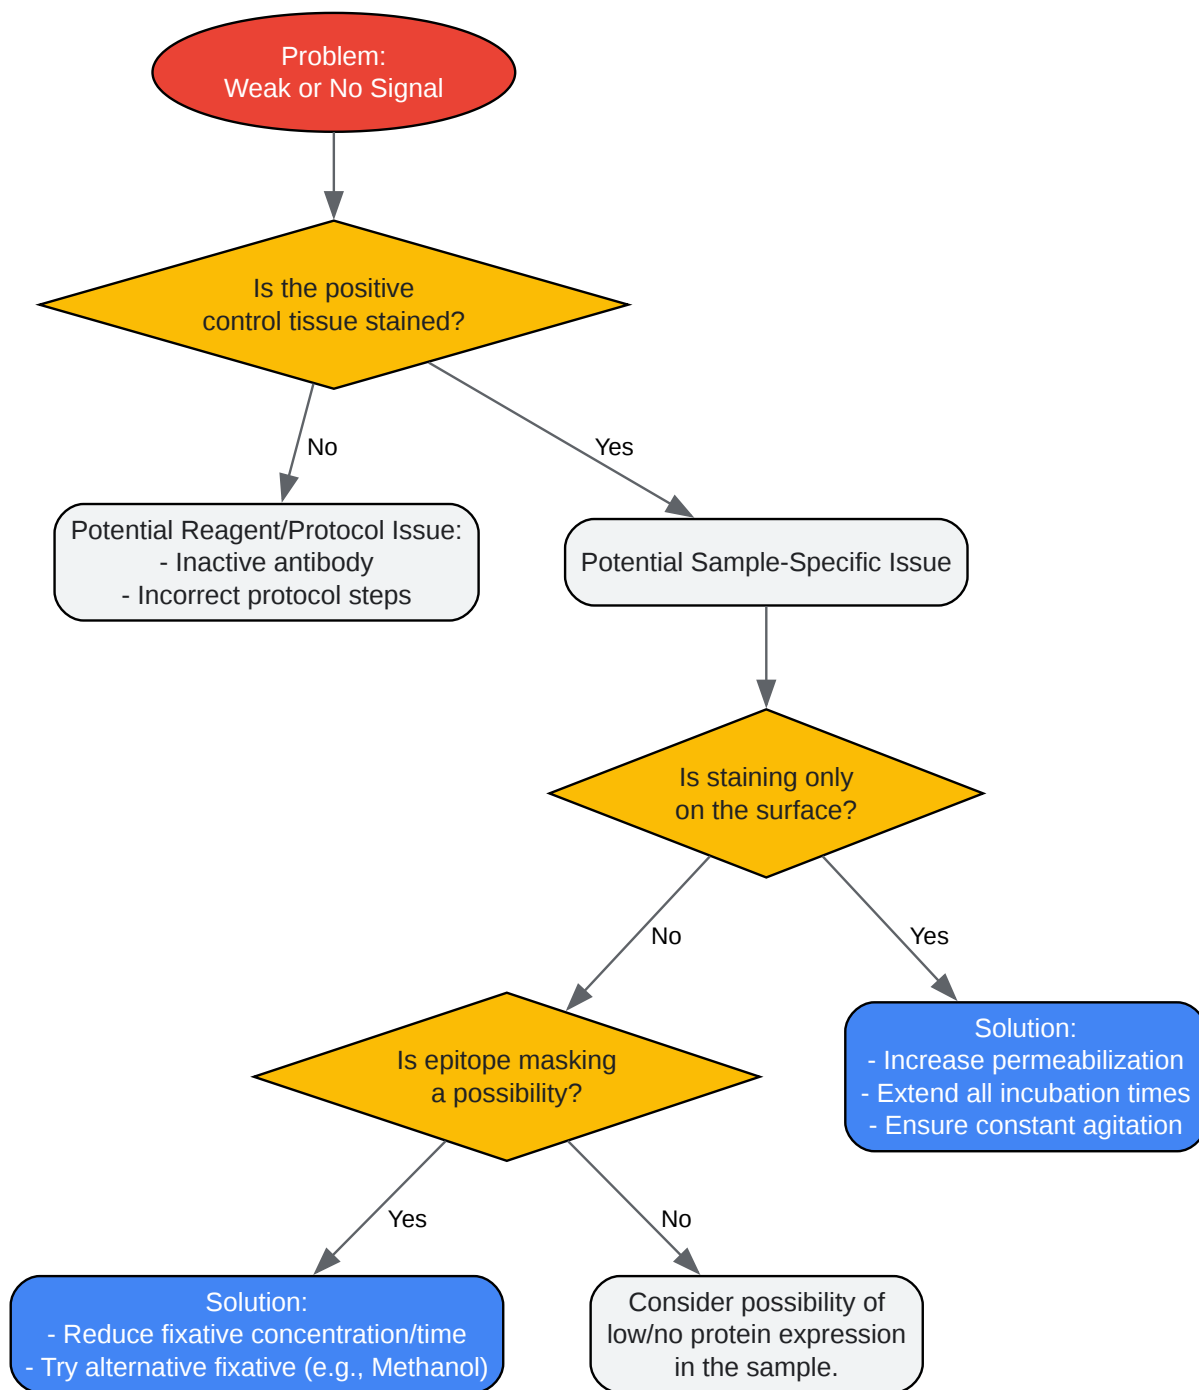 Problem:
Weak or No Signal
Is the positive
control tissue stained?
No
Yes
Potential Reagent/Protocol Issue:
- Inactive antibody
- Incorrect protocol steps
Potential Sample-Specific Issue
Is staining only
on the surface?
No
Yes
Is epitope masking
a possibility?
Solution:
- Increase permeabilization
- Extend all incubation times
- Ensure constant agitation
Yes
No
Solution:
- Reduce fixative concentration/time
- Try alternative fixative (e.g., Methanol)
Consider possibility of
low/no protein expression
in the sample.